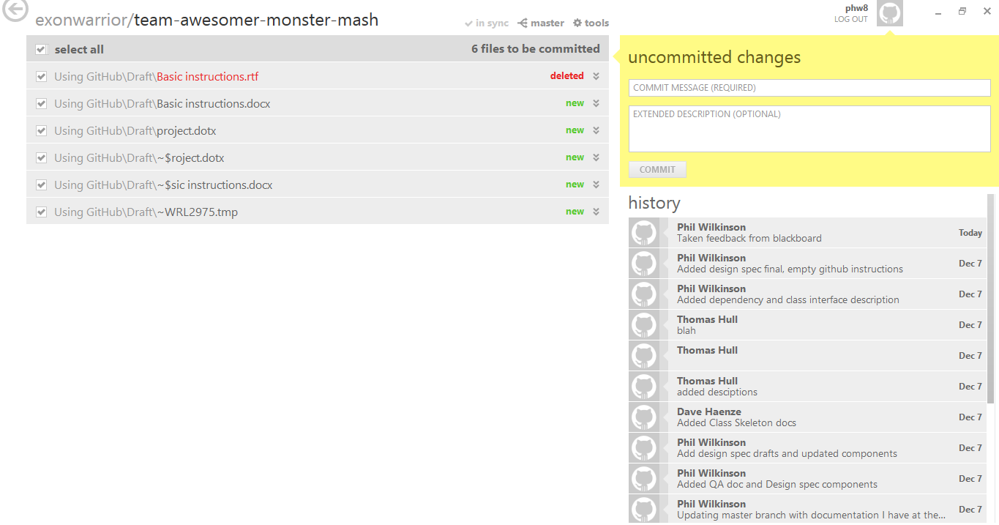 exonwarrior/team-awesomer-monster-mash
in sync master tools
phw8
LOG OUT
select all 6 files to be committed
Using GitHub\Draft\Basic instructions.rtf deleted
Using GitHub\Draft\Basic instructions.docx new
Using GitHub\Draft\project.dotx new
Using GitHub\Draft\~$roject.dotx new
Using GitHub\Draft\~$sic instructions.docx new
Using GitHub\Draft\~WRL2975.tmp new
uncommitted changes
COMMIT MESSAGE (REQUIRED)
EXTENDED DESCRIPTION (OPTIONAL)
COMMIT
history
Phil Wilkinson
Taken feedback from blackboard Today
Phil Wilkinson
Added design spec final, empty github instructions Dec 7
Phil Wilkinson
Added dependency and class interface description Dec 7
Thomas Hull
blah Dec 7
Thomas Hull Dec 7
Thomas Hull
added desciptions Dec 7
Dave Haenze
Added Class Skeleton docs Dec 7
Phil Wilkinson
Add design spec drafts and updated components Dec 7
Phil Wilkinson
Added QA doc and Design spec components Dec 7
Phil Wilkinson
Updating master branch with documentation I have at the... Dec 7